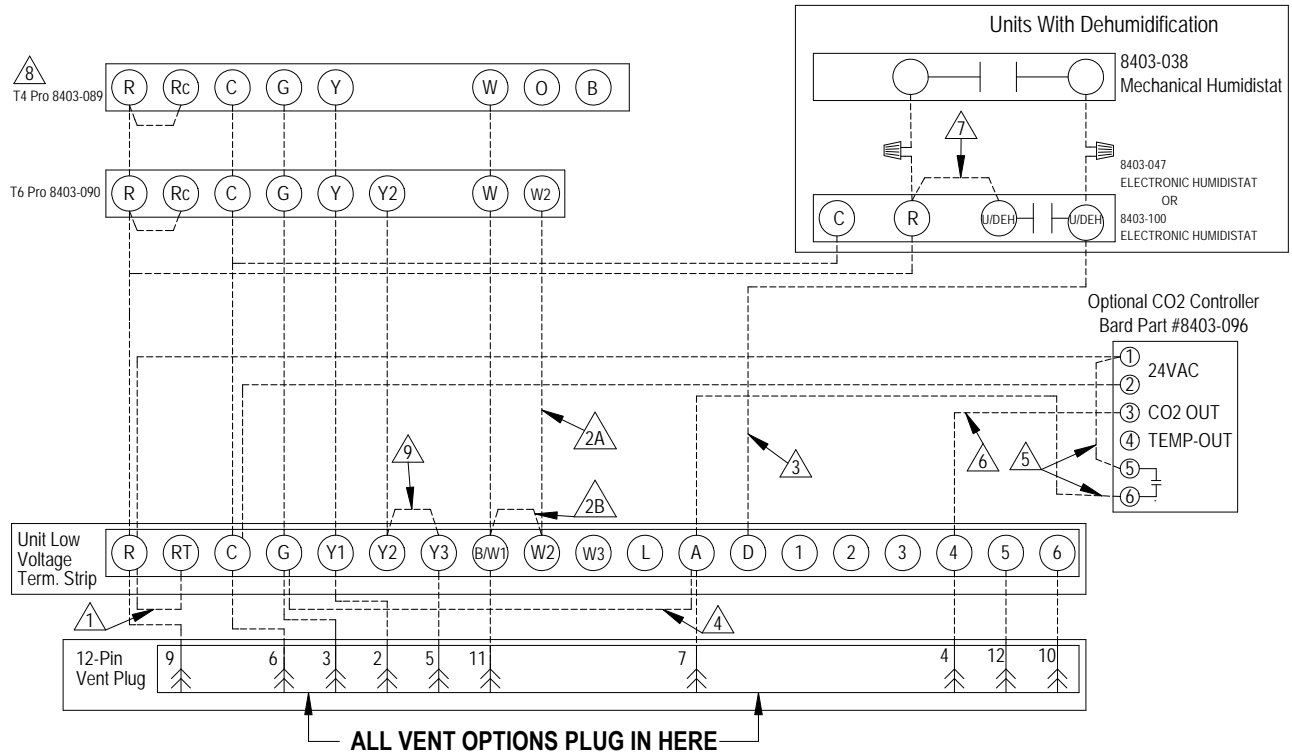 Units With Dehumidification
8403-038
Mechanical Humidistat
8
T4 Pro 8403-089
R Rc C G Y W O B
7
8403-047
ELECTRONIC HUMIDISTAT
OR
8403-100
ELECTRONIC HUMIDISTAT
T6 Pro 8403-090
R Rc C G Y Y2 W W2
C R U/DEH U/DEH
Optional CO2 Controller
Bard Part #8403-096
1
24VAC
2
3 CO2 OUT
4 TEMP-OUT
5
6
2A
9
3
6
5
2B
Unit Low
Voltage
Term. Strip
R RT C G Y1 Y2 Y3 B/W1 W2 W3 L A D 1 2 3 4 5 6
1
4
12-Pin
Vent Plug
9 6 3 2 5 11 7 4 12 10
ALL VENT OPTIONS PLUG IN HERE